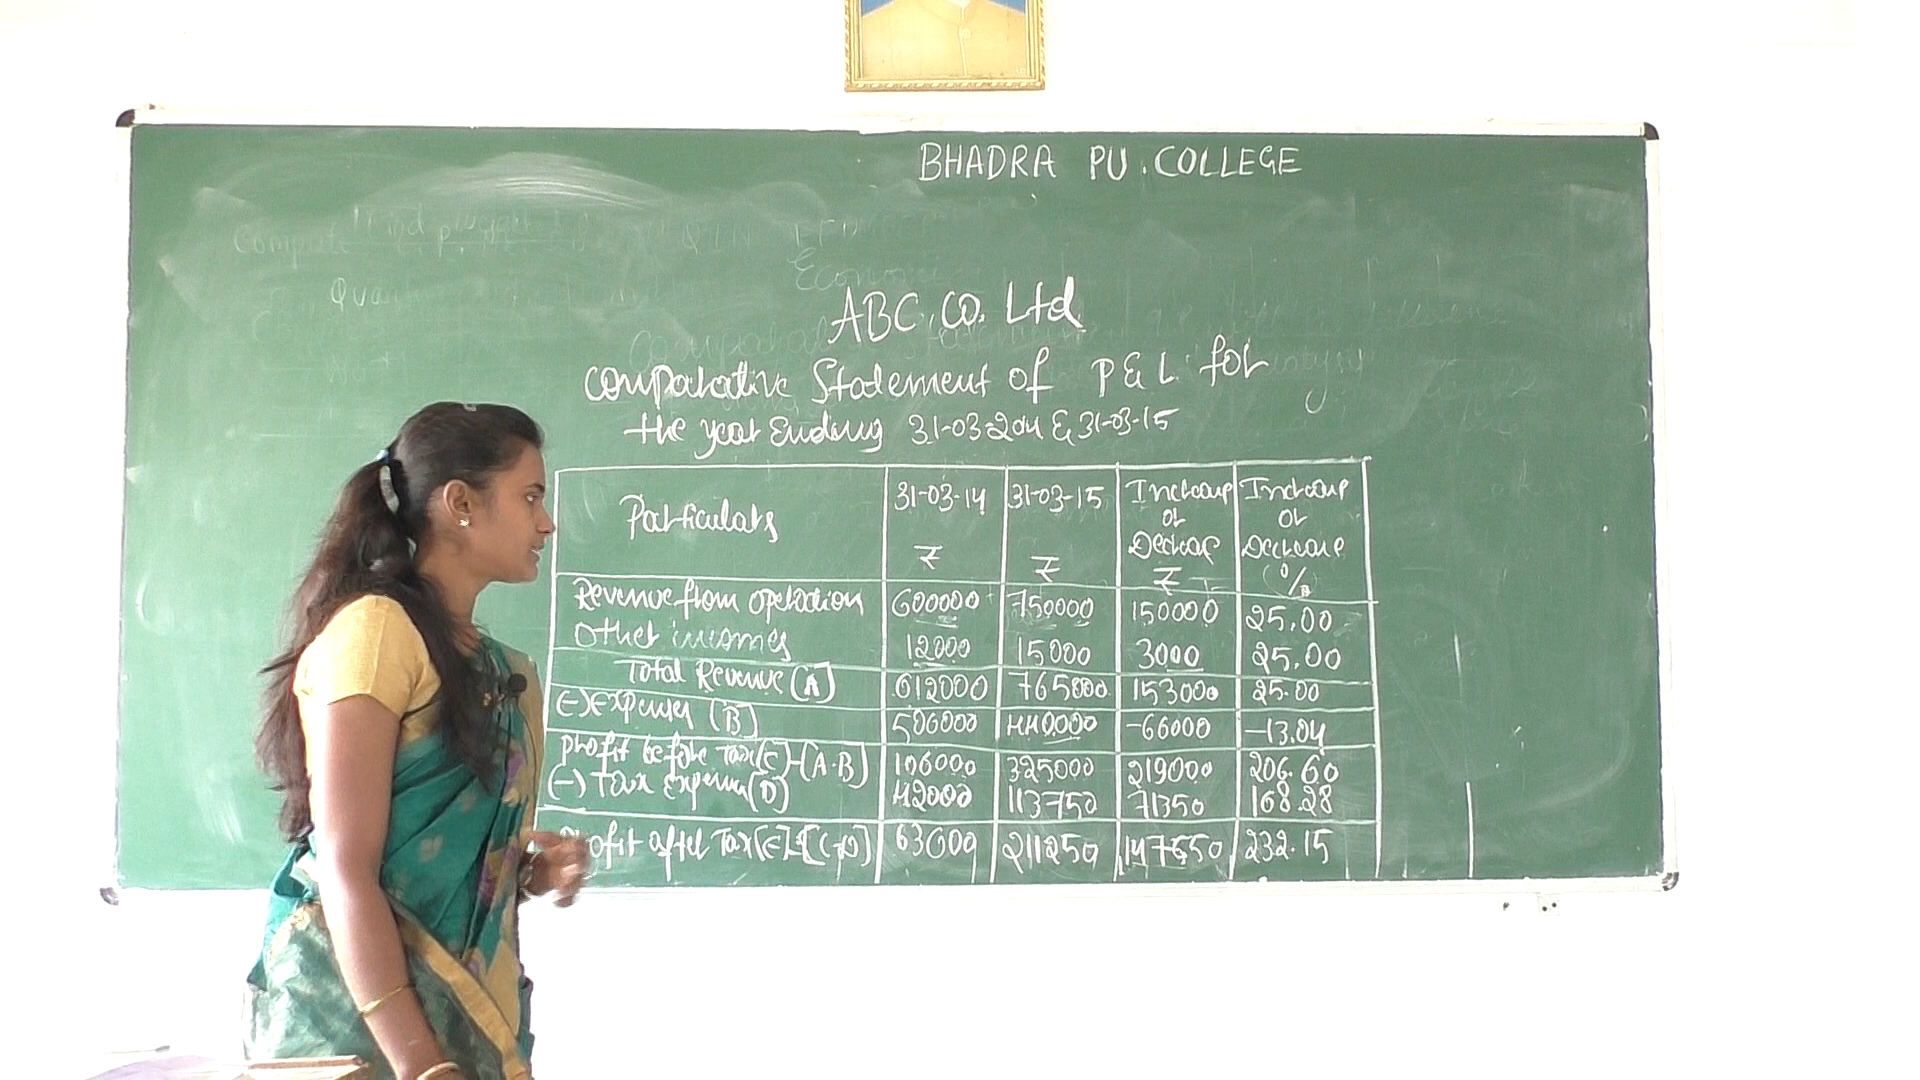 BHADRA PU. COLLEGE
ABC. Co. Ltd
Comparative Statement of P & L for
the year Ending 31-03-2014 & 31-03-15
Particulars 31-03-14 ₹ 31-03-15 ₹ Increase or Decrease ₹ Increase or Decrease (%)
Revenue from operation 600000 750000 150000 25.00
Other incomes 12000 15000 3000 25.00
Total Revenue (A) 612000 765000 153000 25.00
(-) Expenses (B) 506000 440000 -66000 -13.04
Profit before Tax (C)-(A-B) 106000 325000 219000 206.60
(-) Tax Expenses (D) 42000 113750 71350 168.28
Profit after Tax (E) (C-D) 211250 232.15